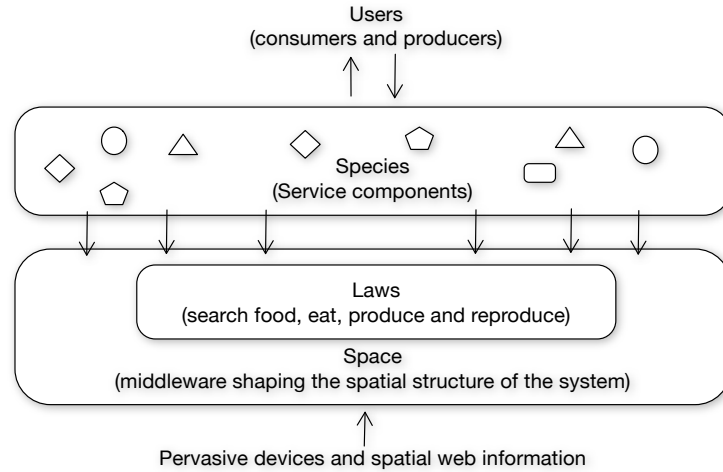 Users
(consumers and producers)
Species
(Service components)
Laws
(search food, eat, produce and reproduce)
Space
(middleware shaping the spatial structure of the system)
Pervasive devices and spatial web information